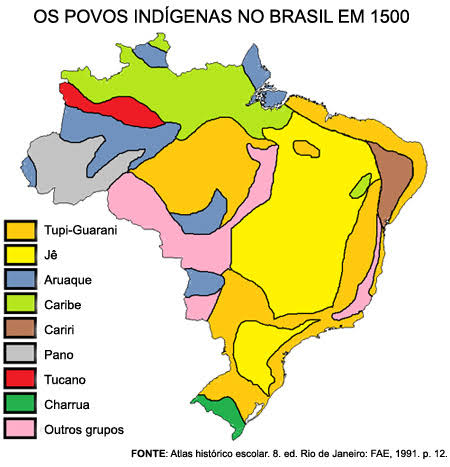 OS POVOS INDÍGENAS NO BRASIL EM 1500
Tupi-Guarani
Jê
Aruaque
Caribe
Cariri
Pano
Tucano
Charrua
Outros grupos
FONTE: Atlas histórico escolar. 8. ed. Rio de Janeiro: FAE, 1991. p. 12.